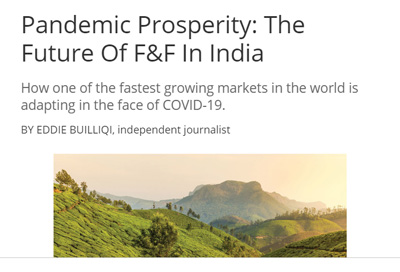 Pandemic Prosperity: The
Future Of F&F In India
How one of the fastest growing markets in the world is
adapting in the face of COVID-19.
BY EDDIE BUILLIQI, independent journalist